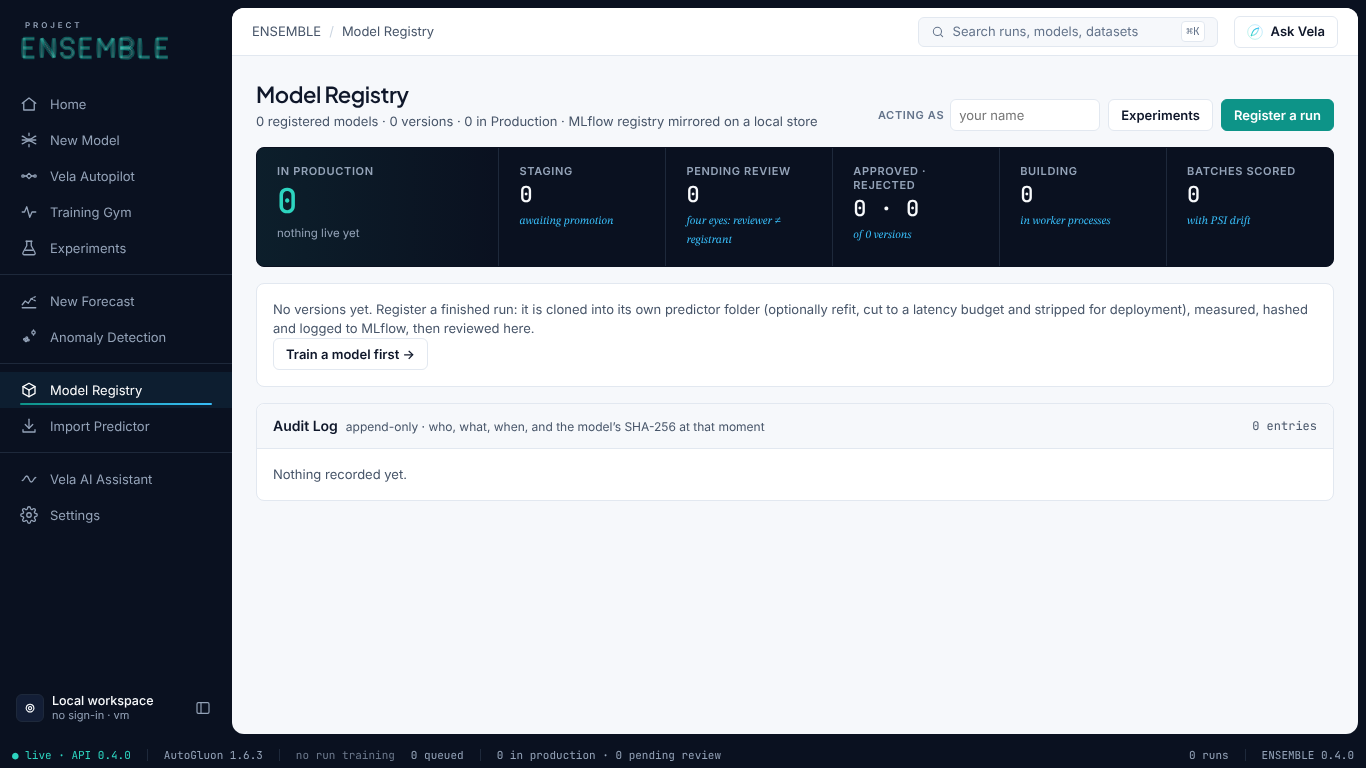 PROJECT
ENSEMBLE
Home
New Model
Vela Autopilot
Training Gym
Experiments
New Forecast
Anomaly Detection
Model Registry
Import Predictor
Vela AI Assistant
Settings
Local workspace
no sign-in · vm
ENSEMBLE / Model Registry
Search runs, models, datasets ⌘K
Ask Vela
Model Registry
0 registered models · 0 versions · 0 in Production · MLflow registry mirrored on a local store
ACTING AS your name Experiments Register a run
IN PRODUCTION
0
nothing live yet
STAGING
0
awaiting promotion
PENDING REVIEW
0
four eyes: reviewer ≠
registrant
APPROVED ·
REJECTED
0 · 0
of 0 versions
BUILDING
0
in worker processes
BATCHES SCORED
0
with PSI drift
No versions yet. Register a finished run: it is cloned into its own predictor folder (optionally refit, cut to a latency budget and stripped for deployment), measured, hashed
and logged to MLflow, then reviewed here.
Train a model first →
Audit Log append-only · who, what, when, and the model's SHA-256 at that moment 0 entries
Nothing recorded yet.
live · API 0.4.0 AutoGluon 1.6.3 no run training 0 queued 0 in production · 0 pending review 0 runs ENSEMBLE 0.4.0